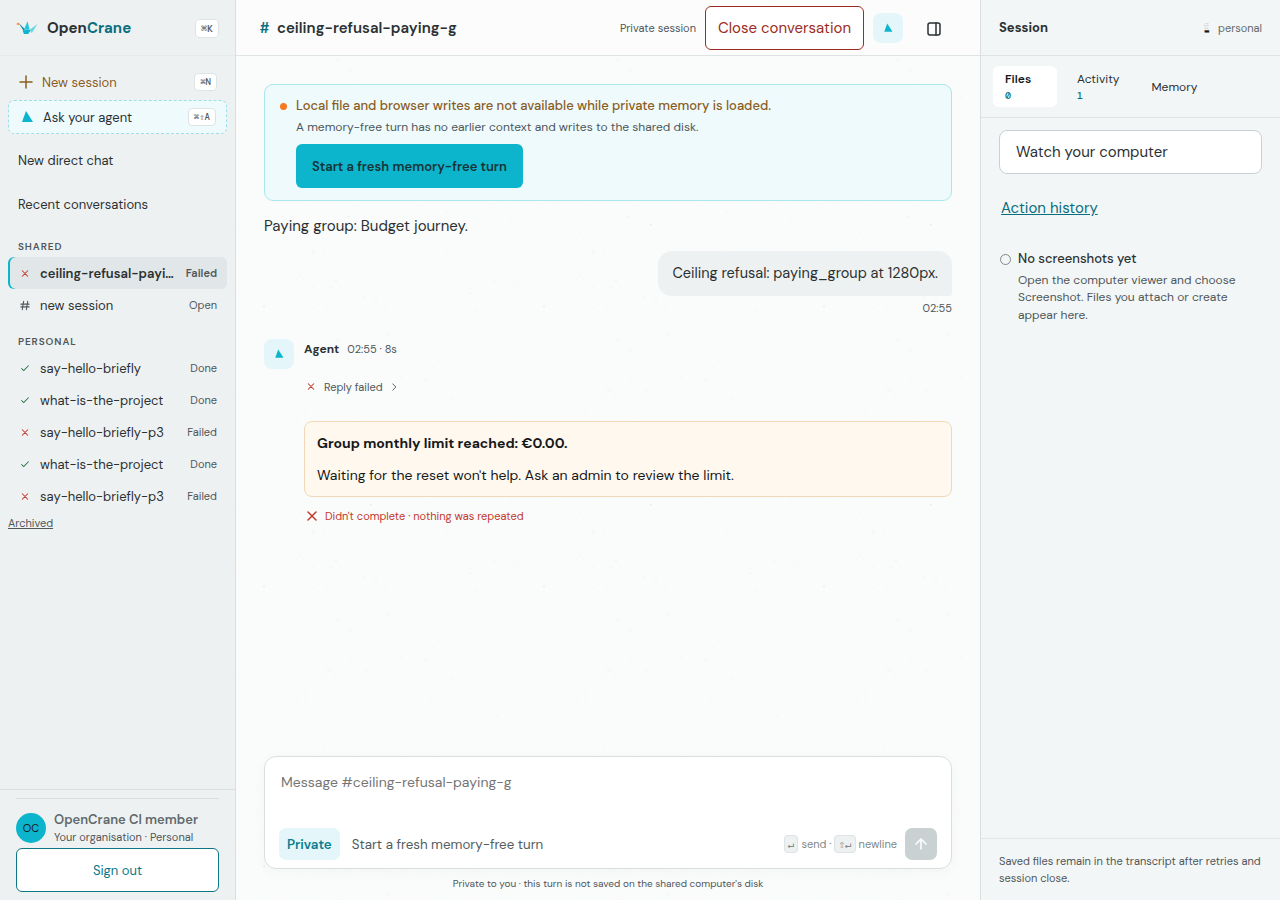 OpenCrane ⌘K
New session ⌘N
Ask your agent ⌘⇧A
New direct chat
Recent conversations
SHARED
ceiling-refusal-payi... Failed
# new session Open
PERSONAL
say-hello-briefly Done
what-is-the-project Done
say-hello-briefly-p3 Failed
what-is-the-project Done
say-hello-briefly-p3 Failed
Archived
OC OpenCrane CI member
Your organisation · Personal
Sign out
# ceiling-refusal-paying-g Private session Close conversation
Local file and browser writes are not available while private memory is loaded.
A memory-free turn has no earlier context and writes to the shared disk.
Start a fresh memory-free turn
Paying group: Budget journey.
Ceiling refusal: paying_group at 1280px.
02:55
Agent 02:55 · 8s
Reply failed
Group monthly limit reached: €0.00.
Waiting for the reset won't help. Ask an admin to review the limit.
Didn't complete · nothing was repeated
Message #ceiling-refusal-paying-g
Private Start a fresh memory-free turn ↵ send · ⇧↵ newline
Private to you · this turn is not saved on the shared computer's disk
Session personal
Files 0
Activity 1
Memory
Watch your computer
Action history
No screenshots yet
Open the computer viewer and choose
Screenshot. Files you attach or create
appear here.
Saved files remain in the transcript after retries and
session close.